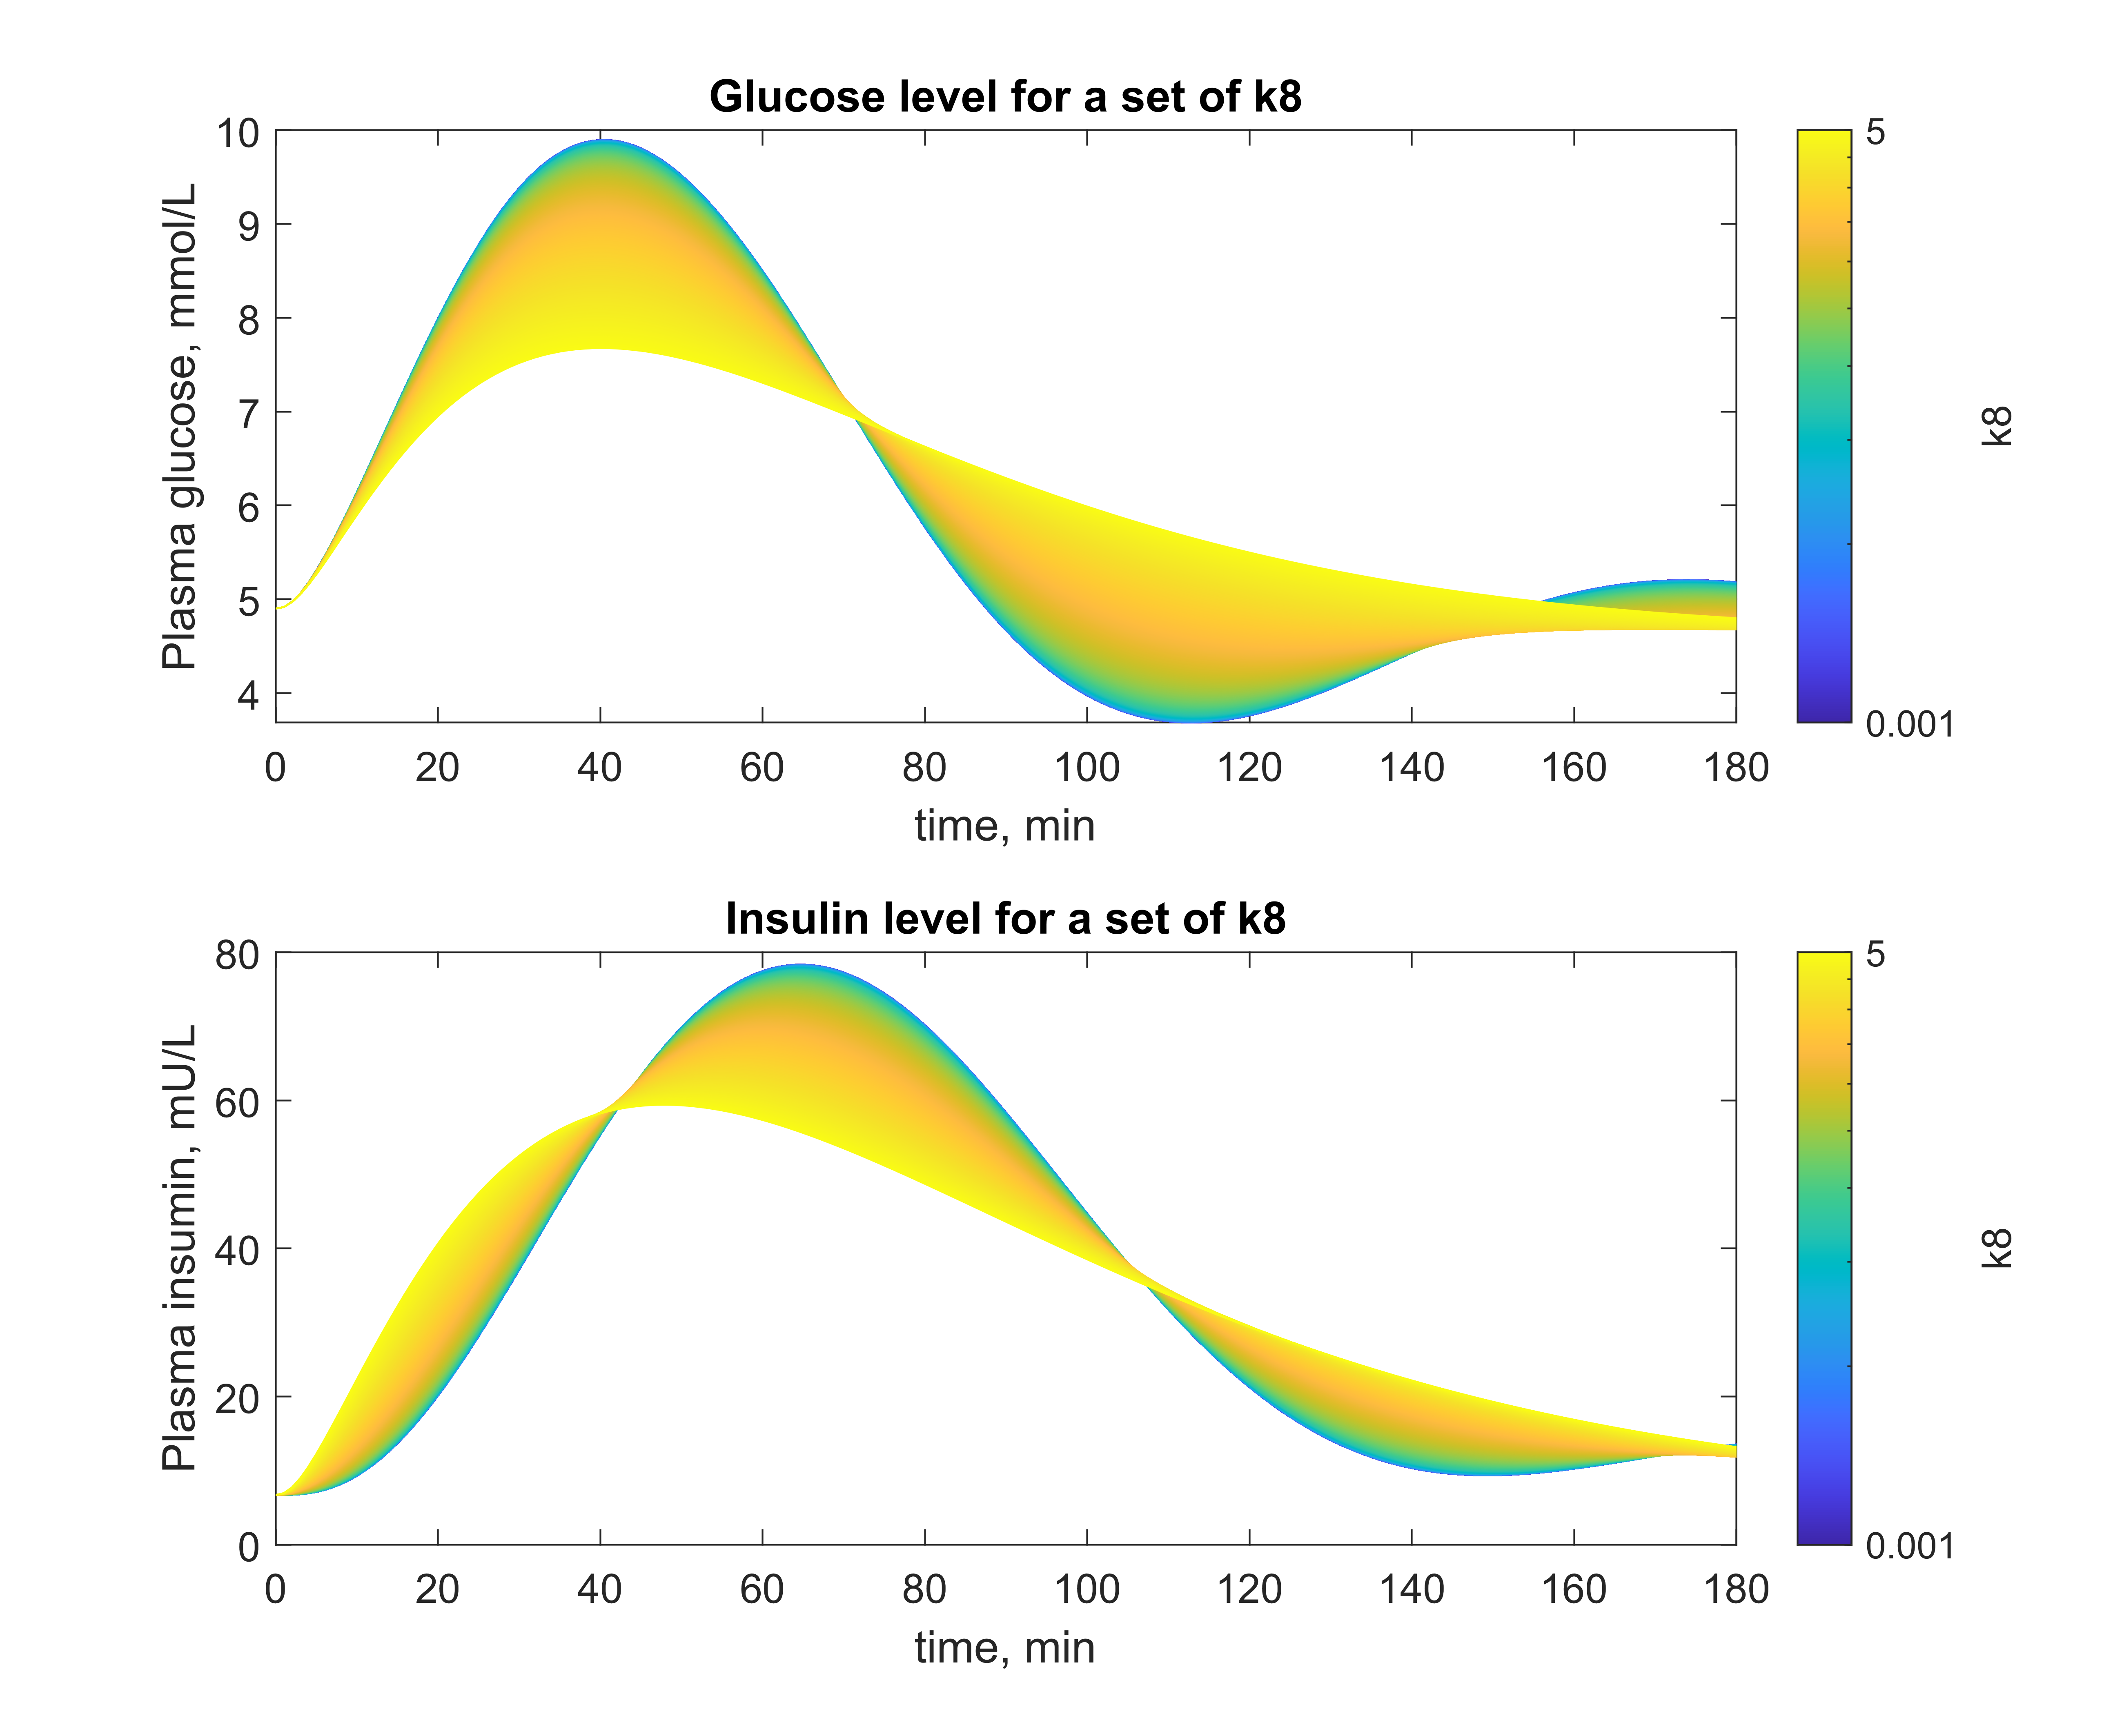 Glucose level for a set of k8
Plasma glucose, mmol/L
10
9
8
7
6
5
4
0 20 40 60 80 100 120 140 160 180
time, min
5
0.001
k8
Insulin level for a set of k8
Plasma insumin, mU/L
80
60
40
20
0
0 20 40 60 80 100 120 140 160 180
time, min
5
0.001
k8